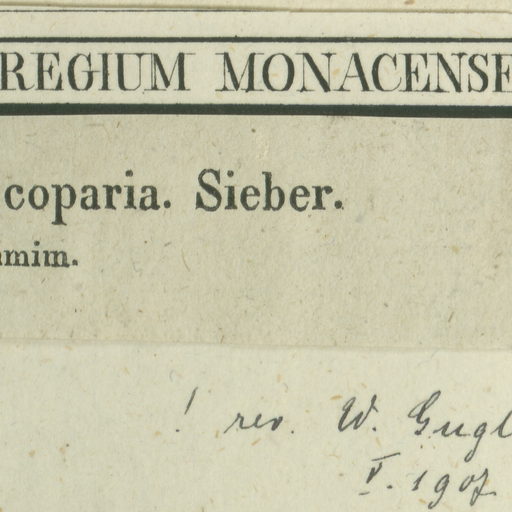 REGIUM MONACENSE
coparia. Sieber.
mim.
! rev. W. Gugl
V. 1907